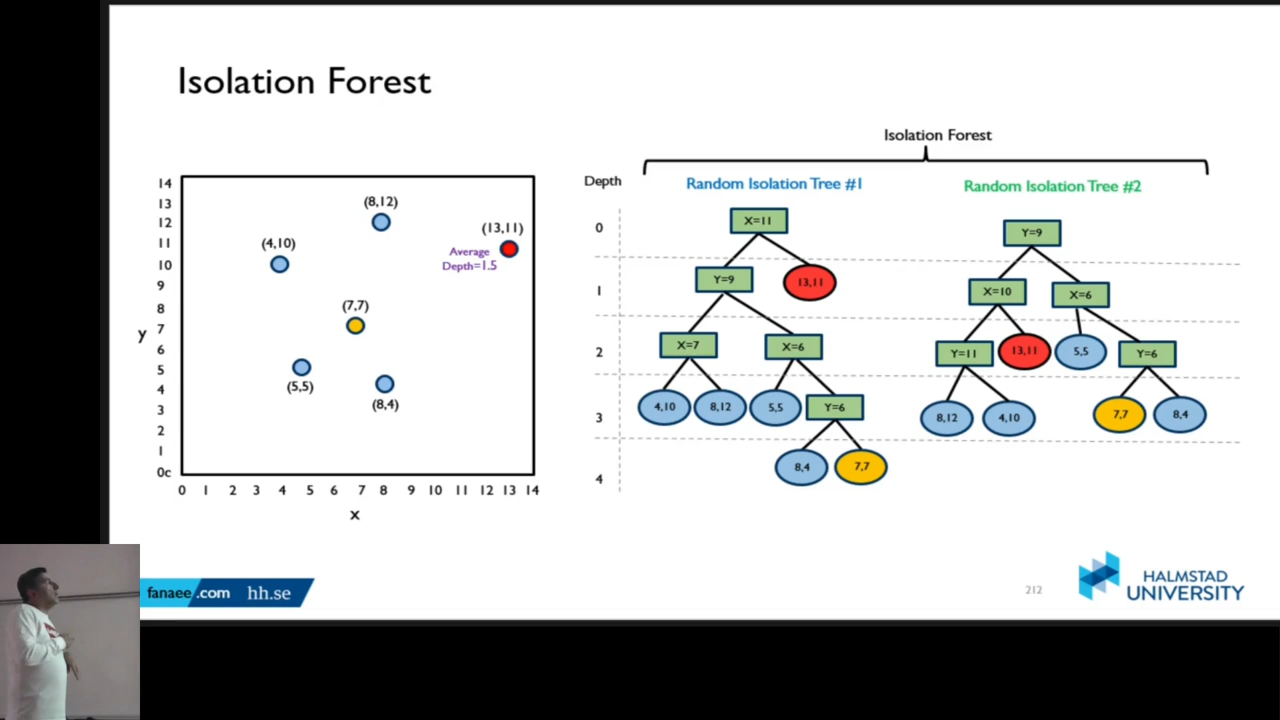 Isolation Forest
14
13
12
11
10
9
8
7
6
5
4
3
2
1
0c
y
0 1 2 3 4 5 6 7 8 9 10 11 12 13 14
x
(8,12)
(13,11)
(4,10)
Average
Depth=1.5
(7,7)
(5,5)
(8,4)
Isolation Forest
Depth
Random Isolation Tree #1
Random Isolation Tree #2
0
1
2
3
4
X=11
Y=9
13,11
X=7
X=6
4,10
8,12
5,5
Y=6
8,4
7,7
Y=9
X=10
X=6
Y=11
13,11
5,5
Y=6
8,12
4,10
7,7
8,4
fanaee.com hh.se
212
HALMSTAD
UNIVERSITY